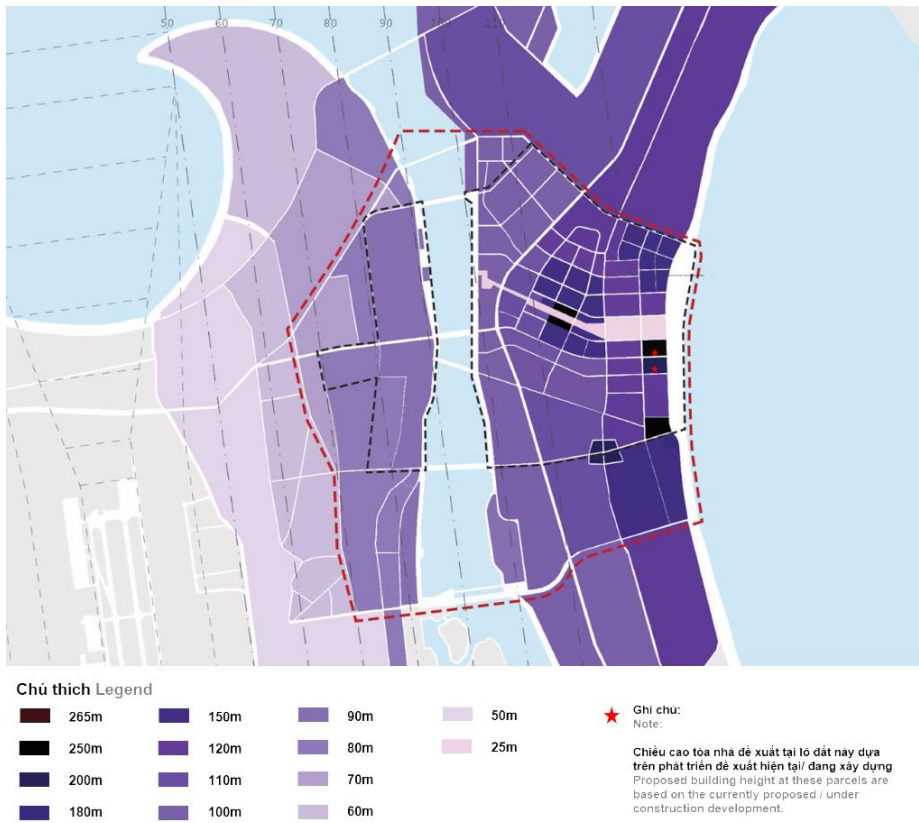 50 60 70 80 90 100 110
Chú thích Legend
265m
250m
200m
180m
150m
120m
110m
100m
90m
80m
70m
60m
50m
25m
Ghi chú:
Note:
Chiều cao tòa nhà đề xuất tại lô đất này dựa
trên phát triển đề xuất hiện tại/ đang xây dựng
Proposed building height at these parcels are
based on the currently proposed / under
construction development.